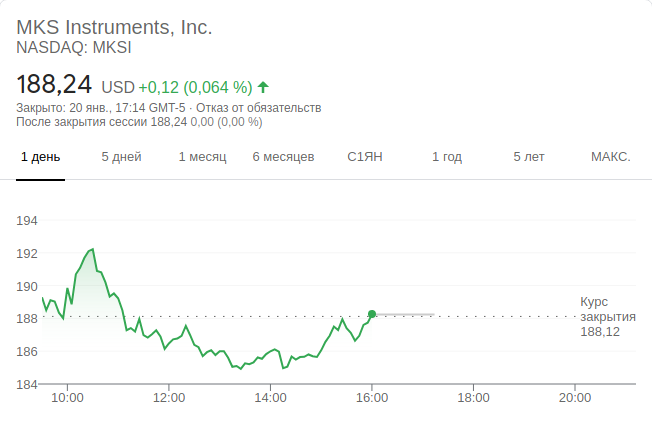 MKS Instruments, Inc.
NASDAQ: MKSI
188,24 USD +0,12 (0,064 %)
Закрыто: 20 янв., 17:14 GMT-5 · Отказ от обязательств
После закрытия сессии 188,24 0,00 (0,00 %)
1 день 5 дней 1 месяц 6 месяцев С1ЯН 1 год 5 лет МАКС.
194
192
190
188
186
184
Курс
закрытия
188,12
10:00 12:00 14:00 16:00 18:00 20:00